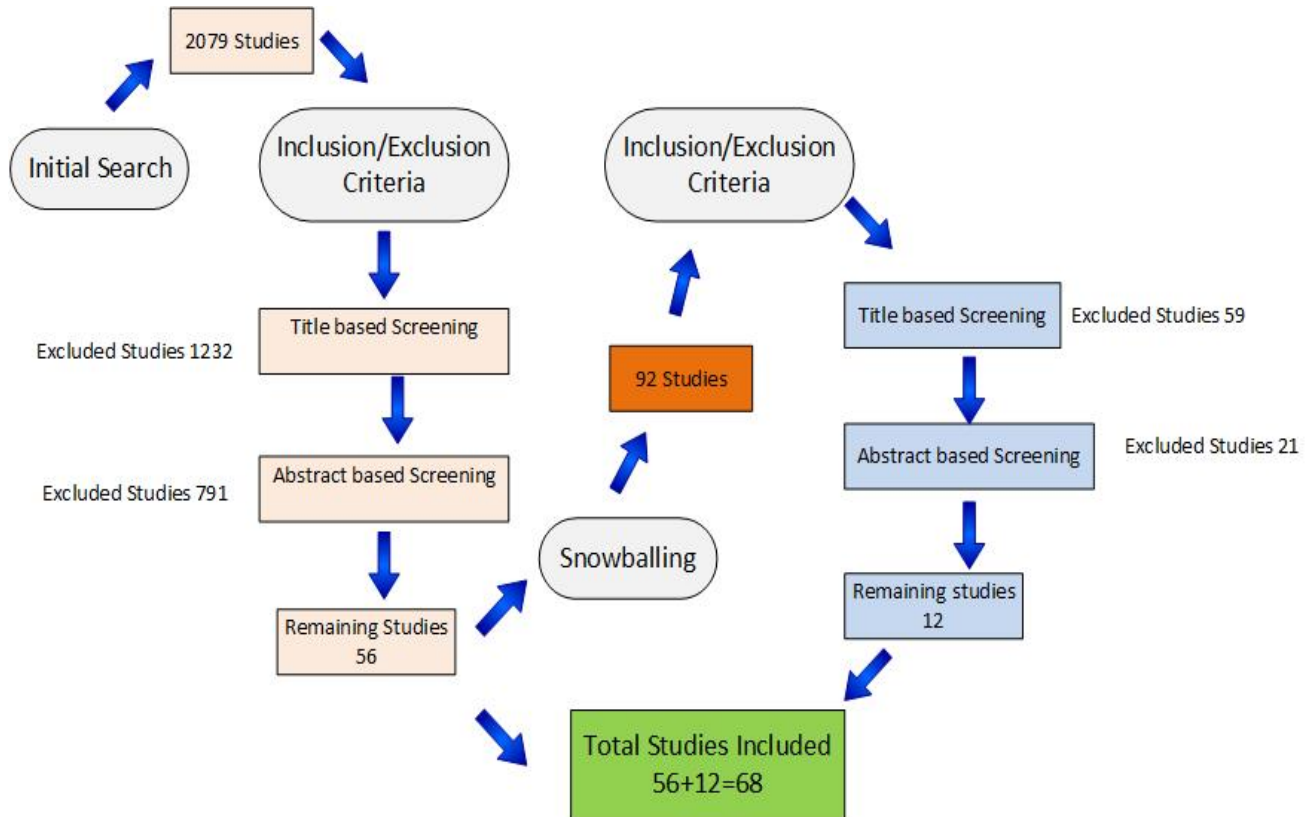 2079 Studies
Initial Search
Inclusion/Exclusion
Criteria
Title based Screening
Excluded Studies 1232
Abstract based Screening
Excluded Studies 791
Remaining Studies
56
Snowballing
92 Studies
Inclusion/Exclusion
Criteria
Title based Screening
Excluded Studies 59
Abstract based Screening
Excluded Studies 21
Remaining studies
12
Total Studies Included
56+12=68